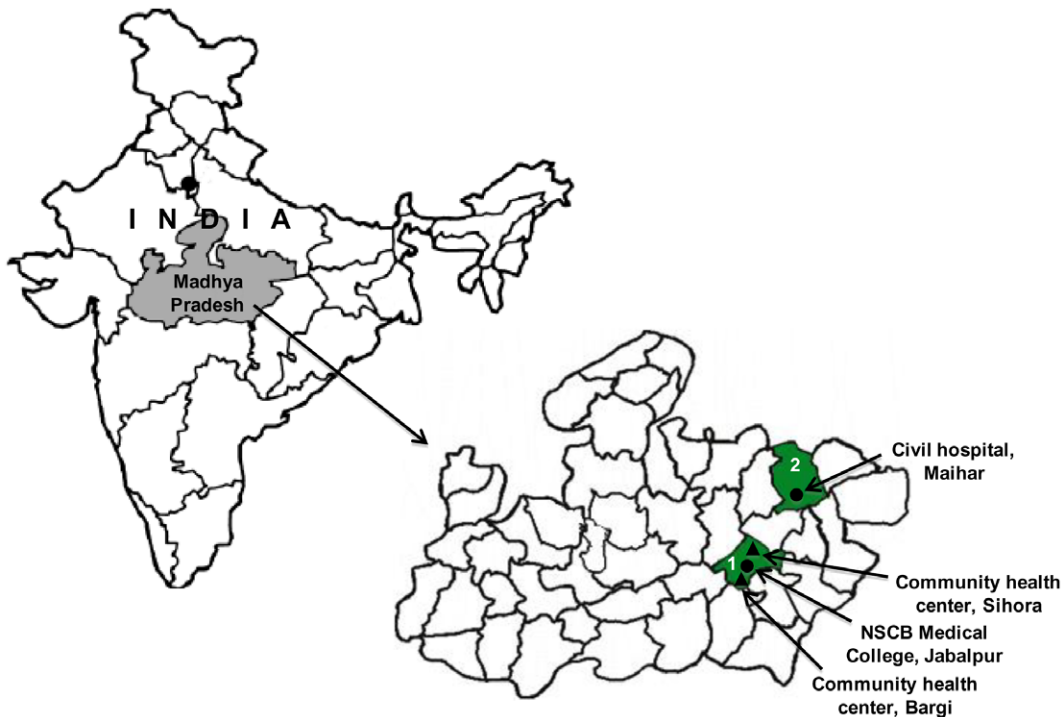 I N D I A
Madhya
Pradesh
2
Civil hospital,
Maihar
1
Community health
center, Sihora
NSCB Medical
College, Jabalpur
Community health
center, Bargi